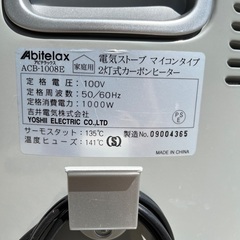 Abitelax
アビテラックス
ACB-1008E
家庭用
電気ストーブ マイコンタイプ
2灯式カーボンヒーター
定格電圧：100V
定格周波数：50/60Hz
定格消費電力：1000W
吉井電気株式会社
YOSHII ELECTRIC CO.,LTD
サーモスタット：135℃
温度ヒューズ：141℃
PSE
製造No.09004365
MADE IN CHINA